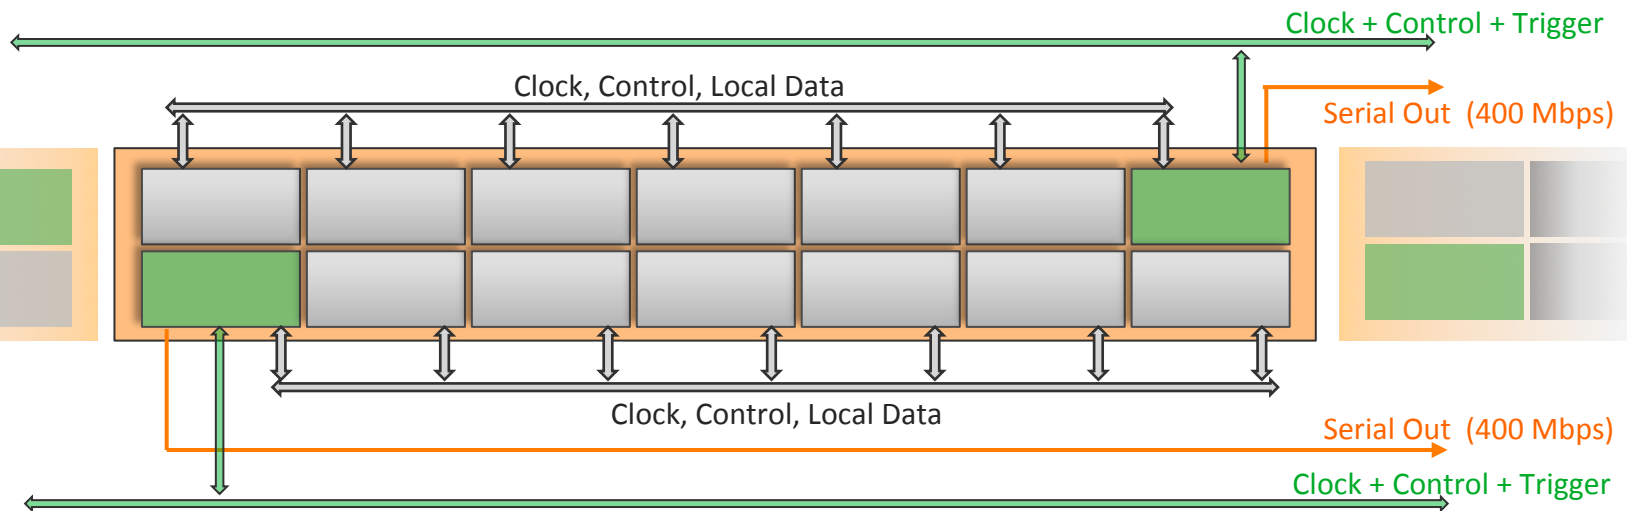 Clock + Control + Trigger
Clock, Control, Local Data
Serial Out (400 Mbps)
Clock, Control, Local Data
Serial Out (400 Mbps)
Clock + Control + Trigger